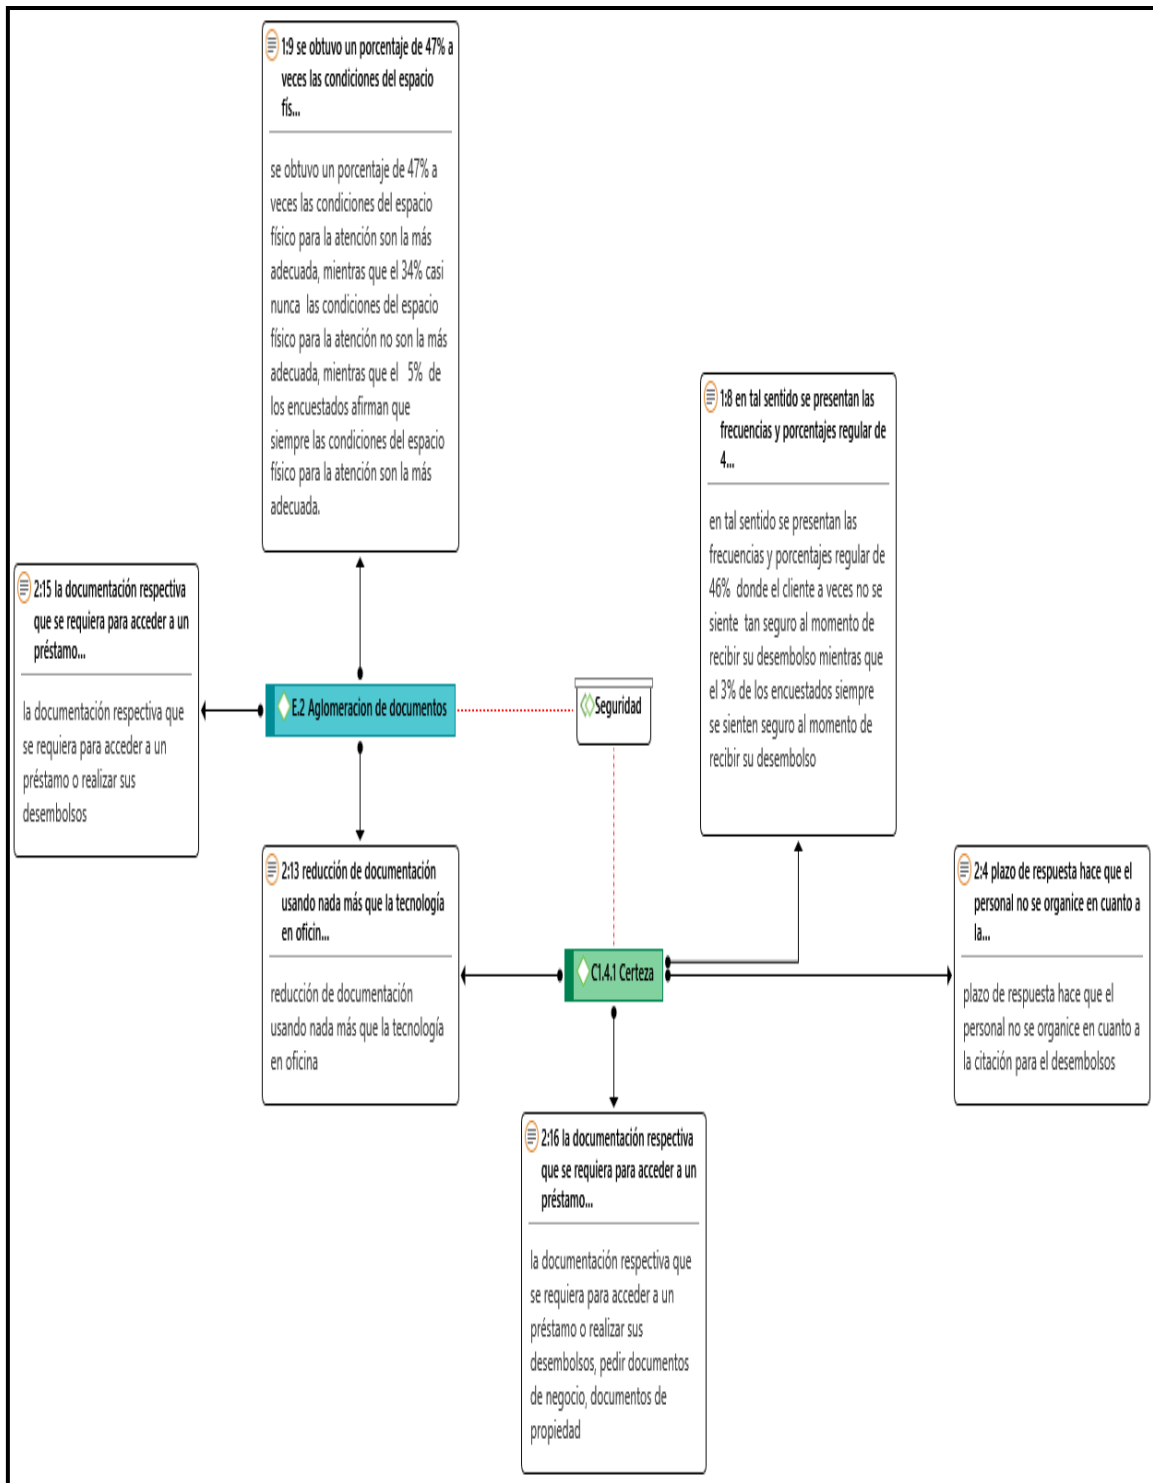 1:9 se obtuvo un porcentaje de 47% a
veces las condiciones del espacio
fís...
se obtuvo un porcentaje de 47% a
veces las condiciones del espacio
físico para la atención son la más
adecuada, mientras que el 34% casi
nunca las condiciones del espacio
físico para la atención no son la más
adecuada, mientras que el 5% de
los encuestados afirman que
siempre las condiciones del espacio
físico para la atención son la más
adecuada.
1:8 en tal sentido se presentan las
frecuencias y porcentajes regular de
4...
en tal sentido se presentan las
frecuencias y porcentajes regular de
46% donde el cliente a veces no se
siente tan seguro al momento de
recibir su desembolso mientras que
el 3% de los encuestados siempre
se sienten seguro al momento de
recibir su desembolso
2:15 la documentación respectiva
que se requiera para acceder a un
préstamo...
la documentación respectiva que
se requiera para acceder a un
préstamo o realizar sus
desembolsos
E.2 Aglomeracion de documentos
Seguridad
2:13 reducción de documentación
usando nada más que la tecnología
en oficin...
reducción de documentación
usando nada más que la tecnología
en oficina
C1.4.1 Certeza
2:4 plazo de respuesta hace que el
personal no se organice en cuanto a
la...
plazo de respuesta hace que el
personal no se organice en cuanto a
la citación para el desembolsos
2:16 la documentación respectiva
que se requiera para acceder a un
préstamo...
la documentación respectiva que
se requiera para acceder a un
préstamo o realizar sus
desembolsos, pedir documentos
de negocio, documentos de
propiedad